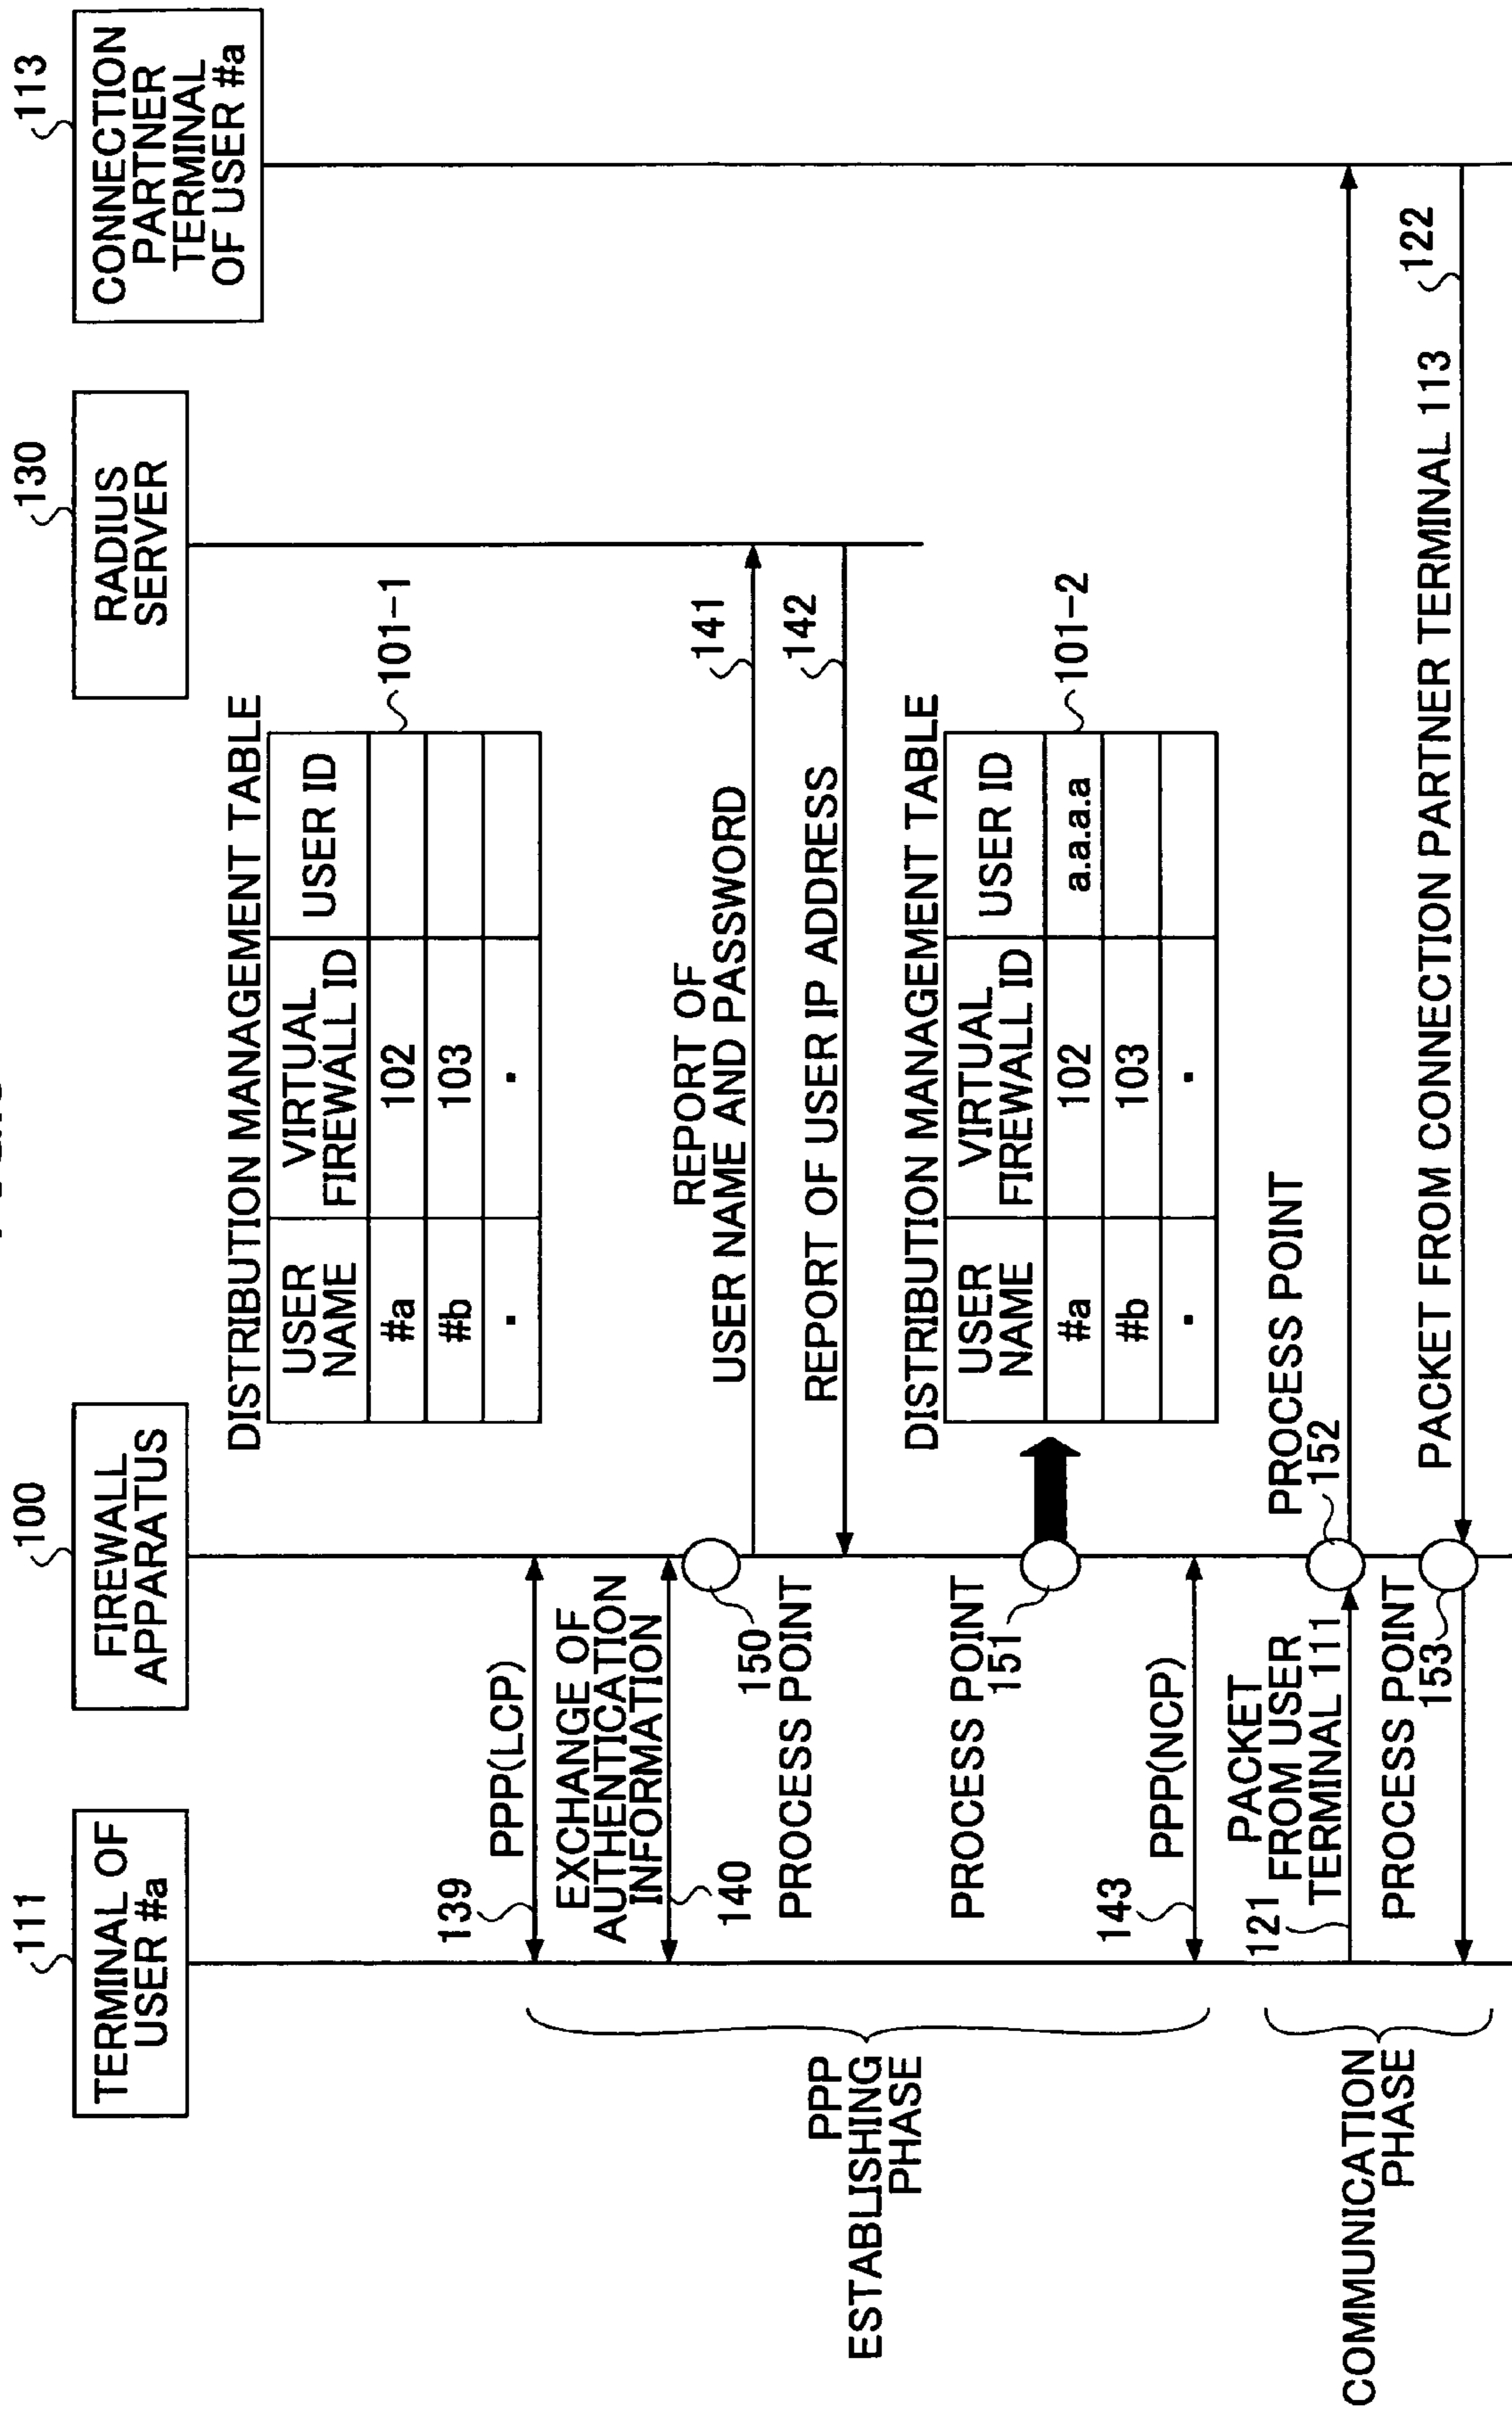 111
TERMINAL OF
USER #a
100
FIREWALL
APPARATUS
130
RADIUS
SERVER
113
CONNECTION
PARTNER
TERMINAL
OF USER #a
DISTRIBUTION MANAGEMENT TABLE
USER NAME VIRTUAL FIREWALL ID USER ID
#a 102
#b 103
. .
101-1
139
PPP(LCP)
EXCHANGE OF
AUTHENTICATION
INFORMATION
140
150
PROCESS POINT
REPORT OF
USER NAME AND PASSWORD
141
REPORT OF USER IP ADDRESS
142
PROCESS POINT
151
DISTRIBUTION MANAGEMENT TABLE
USER NAME VIRTUAL FIREWALL ID USER ID
#a 102 a.a.a.a
#b 103
. .
101-2
143
PPP(NCP)
PPP
ESTABLISHING
PHASE
121
PACKET
FROM USER
TERMINAL 111
PROCESS POINT
152
PROCESS POINT
153
PACKET FROM CONNECTION PARTNER TERMINAL 113
122
COMMUNICATION
PHASE